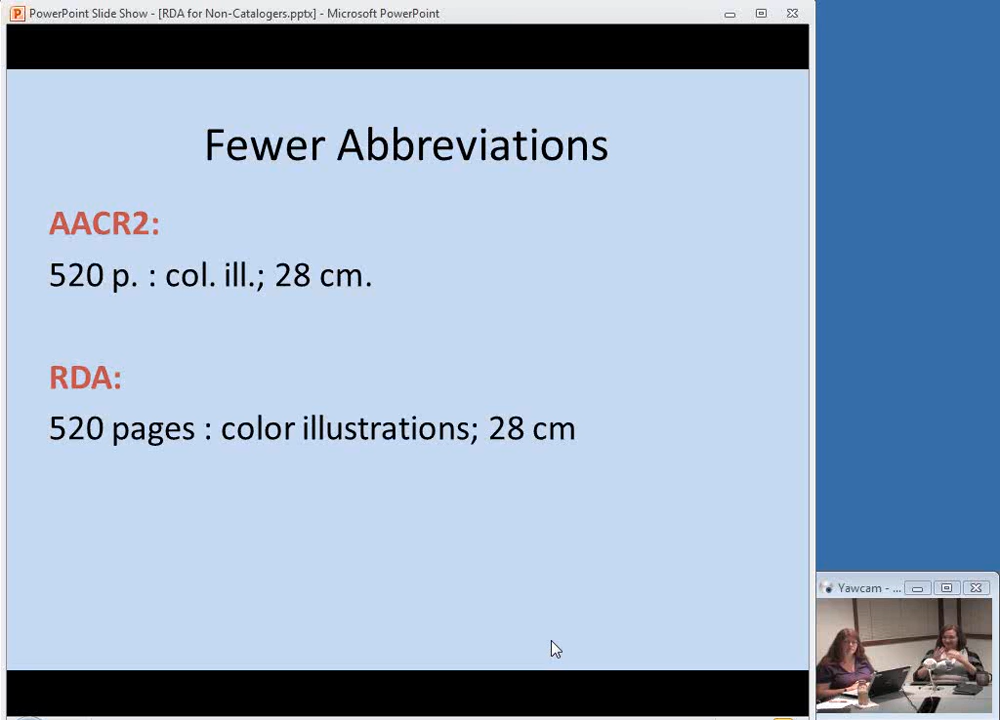 PowerPoint Slide Show - [RDA for Non-Catalogers.pptx] - Microsoft PowerPoint
Fewer Abbreviations
AACR2:
520 p. : col. ill.; 28 cm.
RDA:
520 pages : color illustrations; 28 cm
Yawcam - ...